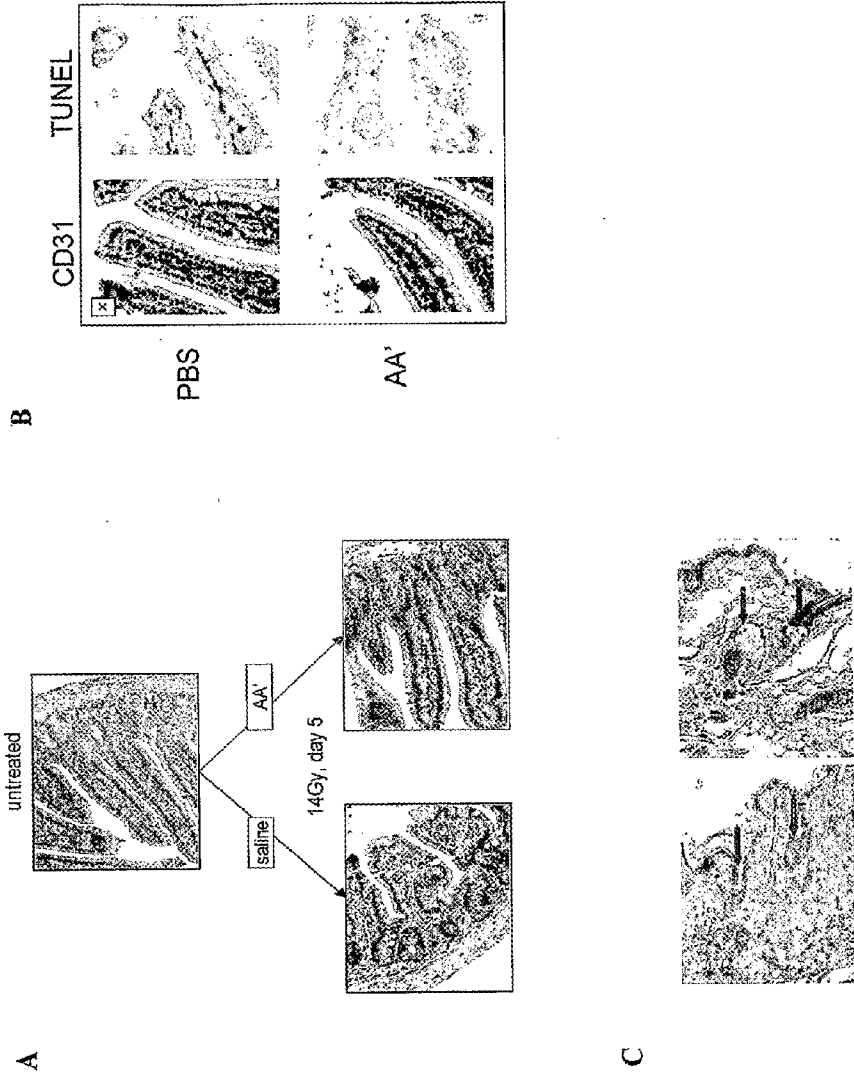 A
untreated
saline
AA'
14Gy, day 5
B
CD31
TUNEL
PBS
AA'
x
C